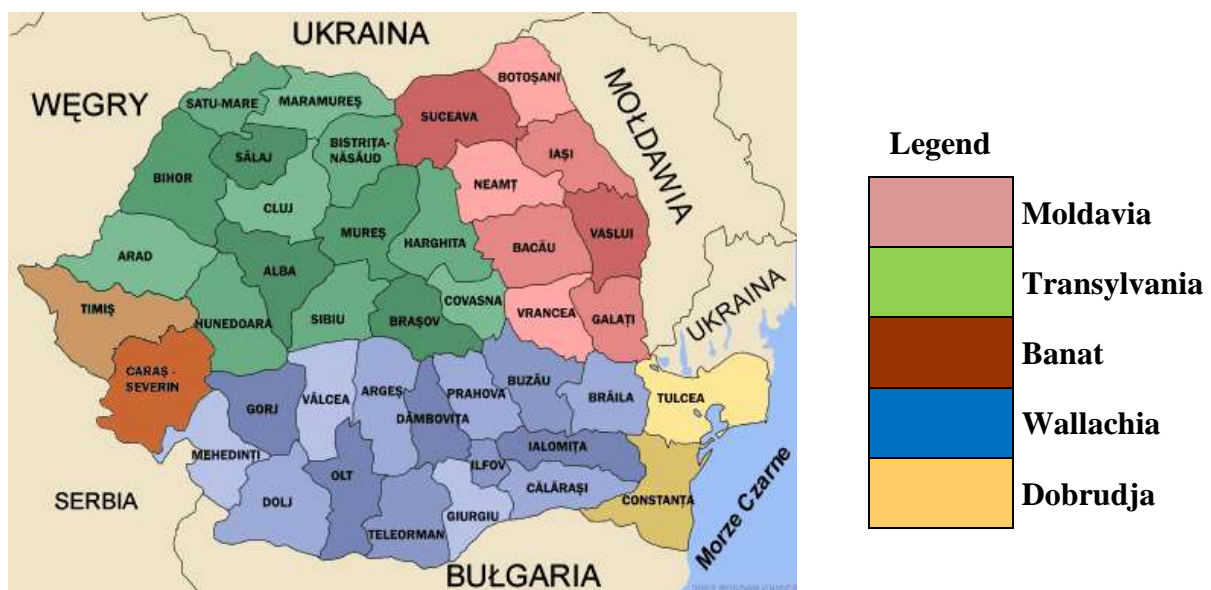 UKRAINA
WĘGRY
MOŁDAWIA
UKRAINA
SERBIA
BUŁGARIA
Morze Czarne
SATU-MARE
MARAMUREȘ
BOTOȘANI
SUCEAVA
BISTRIȚA-
NĂSĂUD
SĂLAJ
IAȘI
BIHOR
NEAMȚ
CLUJ
MUREȘ
HARGHITA
BACĂU
VASLUI
ARAD
ALBA
TIMIȘ
HUNEDOARA
SIBIU
BRAȘOV
COVASNA
VRANCEA
GALAȚI
CARAȘ -
SEVERIN
GORJ
VÂLCEA
ARGEȘ
DÂMBOVIȚA
PRAHOVA
BUZĂU
BRĂILA
TULCEA
MEHEDINȚI
OLT
ILFOV
IALOMIȚA
DOLJ
CĂLĂRAȘI
CONSTANȚA
TELEORMAN
GIURGIU
Legend
Moldavia
Transylvania
Banat
Wallachia
Dobrudja